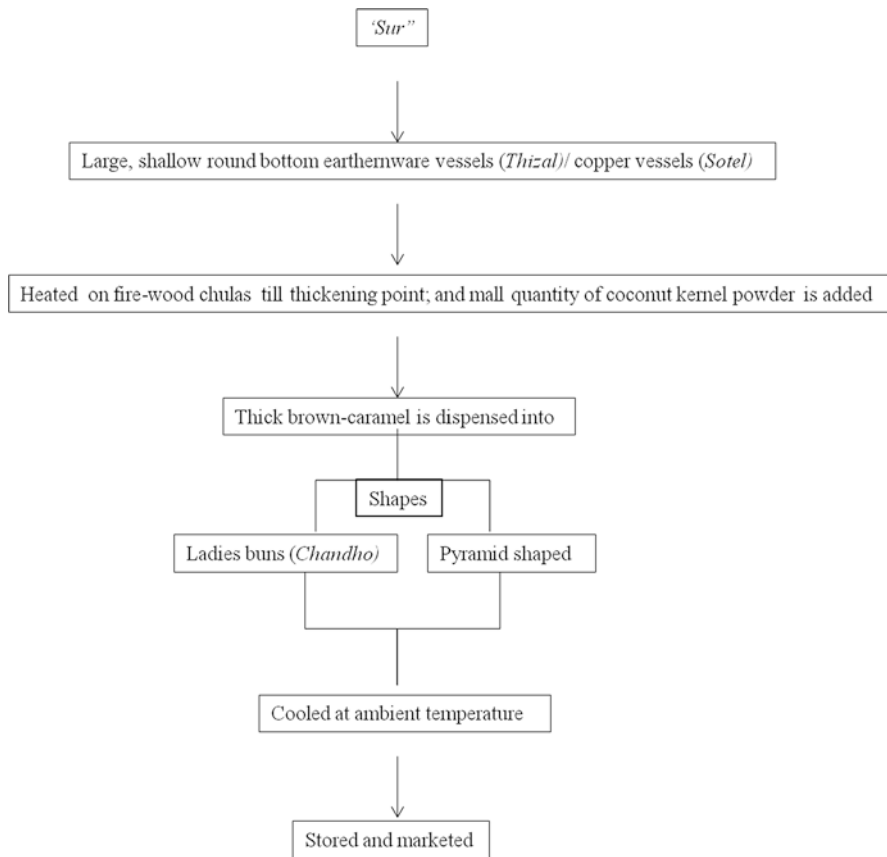 ‘Sur”
Large, shallow round bottom earthernware vessels (Thizal)/ copper vessels (Sotel)
Heated on fire-wood chulas till thickening point; and mall quantity of coconut kernel powder is added
Thick brown-caramel is dispensed into
Shapes
Ladies buns (Chandho)
Pyramid shaped
Cooled at ambient temperature
Stored and marketed